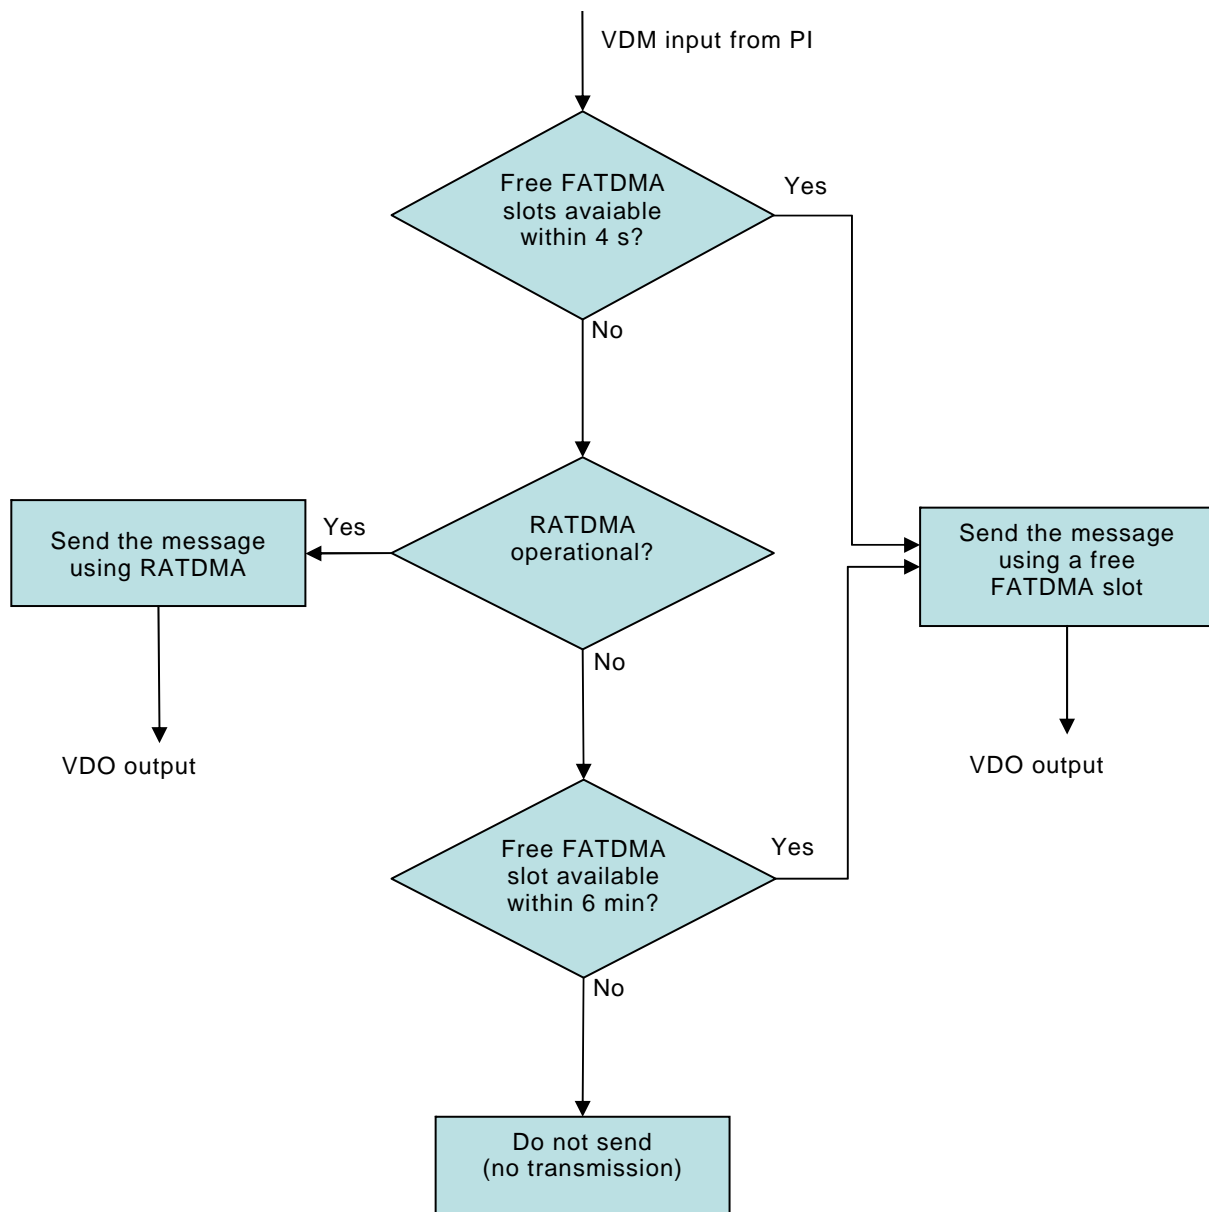 VDM input from PI
Free FATDMA
slots avaiable
within 4 s?
Yes
No
RATDMA
operational?
Yes
Send the message
using RATDMA
Send the message
using a free
FATDMA slot
No
VDO output
VDO output
Free FATDMA
slot available
within 6 min?
Yes
No
Do not send
(no transmission)